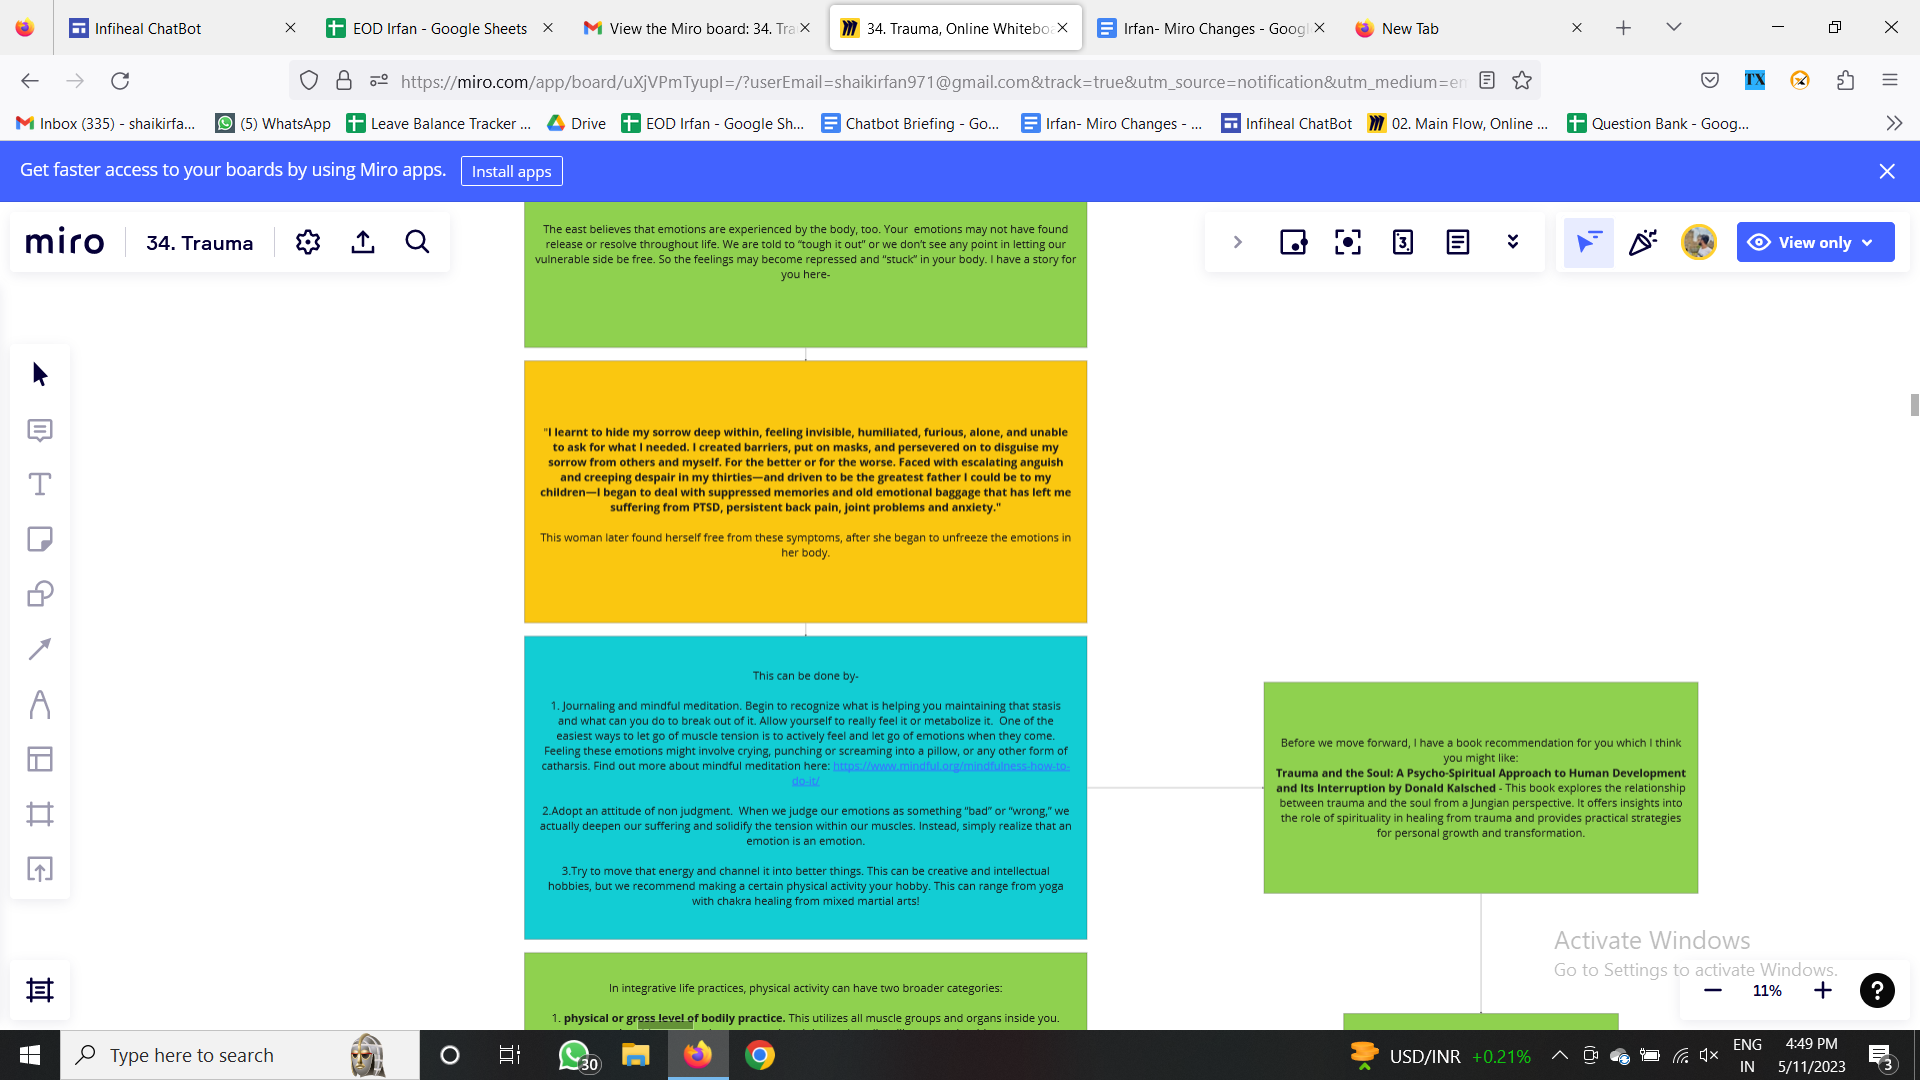 Infiheal ChatBot
EOD Irfan - Google Sheets
View the Miro board: 34. Tra
34. Trauma, Online Whiteboa
Irfan- Miro Changes - Googl
New Tab
https://miro.com/app/board/uXjVPmTyupI=/?userEmail=shaikirfan971@gmail.com&track=true&utm_source=notification&utm_medium=em
TX
Inbox (335) - shaikirfa...
(5) WhatsApp
Leave Balance Tracker ...
Drive
EOD Irfan - Google Sh...
Chatbot Briefing - Go...
Irfan- Miro Changes - ...
Infiheal ChatBot
02. Main Flow, Online ...
Question Bank - Goog...
Get faster access to your boards by using Miro apps.
Install apps
miro
34. Trauma
3
View only
The east believes that emotions are experienced by the body, too. Your  emotions may not have found
release or resolve throughout life. We are told to “tough it out” or we don’t see any point in letting our
vulnerable side be free. So the feelings may become repressed and “stuck” in your body. I have a story for
you here-
"I learnt to hide my sorrow deep within, feeling invisible, humiliated, furious, alone, and unable
to ask for what I needed. I created barriers, put on masks, and persevered on to disguise my
sorrow from others and myself. For the better or for the worse. Faced with escalating anguish
and creeping despair in my thirties—and driven to be the greatest father I could be to my
children—I began to deal with suppressed memories and old emotional baggage that has left me
suffering from PTSD, persistent back pain, joint problems and anxiety."
This woman later found herself free from these symptoms, after she began to unfreeze the emotions in
her body.
This can be done by-
1. Journaling and mindful meditation. Begin to recognize what is helping you maintaining that stasis
and what can you do to break out of it. Allow yourself to really feel it or metabolize it.  One of the
easiest ways to let go of muscle tension is to actively feel and let go of emotions when they come.
Feeling these emotions might involve crying, punching or screaming into a pillow, or any other form of
catharsis. Find out more about mindful meditation here: https://www.mindful.org/mindfulness-how-to-
do-it/
2.Adopt an attitude of non judgment.  When we judge our emotions as something “bad” or “wrong,” we
actually deepen our suffering and solidify the tension within our muscles. Instead, simply realize that an
emotion is an emotion.
3.Try to move that energy and channel it into better things. This can be creative and intellectual
hobbies, but we recommend making a certain physical activity your hobby. This can range from yoga
with chakra healing from mixed martial arts!
Before we move forward, I have a book recommendation for you which I think
you might like:
Trauma and the Soul: A Psycho-Spiritual Approach to Human Development
and Its Interruption by Donald Kalsched - This book explores the relationship
between trauma and the soul from a Jungian perspective. It offers insights into
the role of spirituality in healing from trauma and provides practical strategies
for personal growth and transformation.
In integrative life practices, physical activity can have two broader categories:
1. physical or gross level of bodily practice. This utilizes all muscle groups and organs inside you.
Activate Windows
Go to Settings to activate Windows.
11%
?
Type here to search
30
USD/INR +0.21%
ENG
IN
4:49 PM
5/11/2023
3